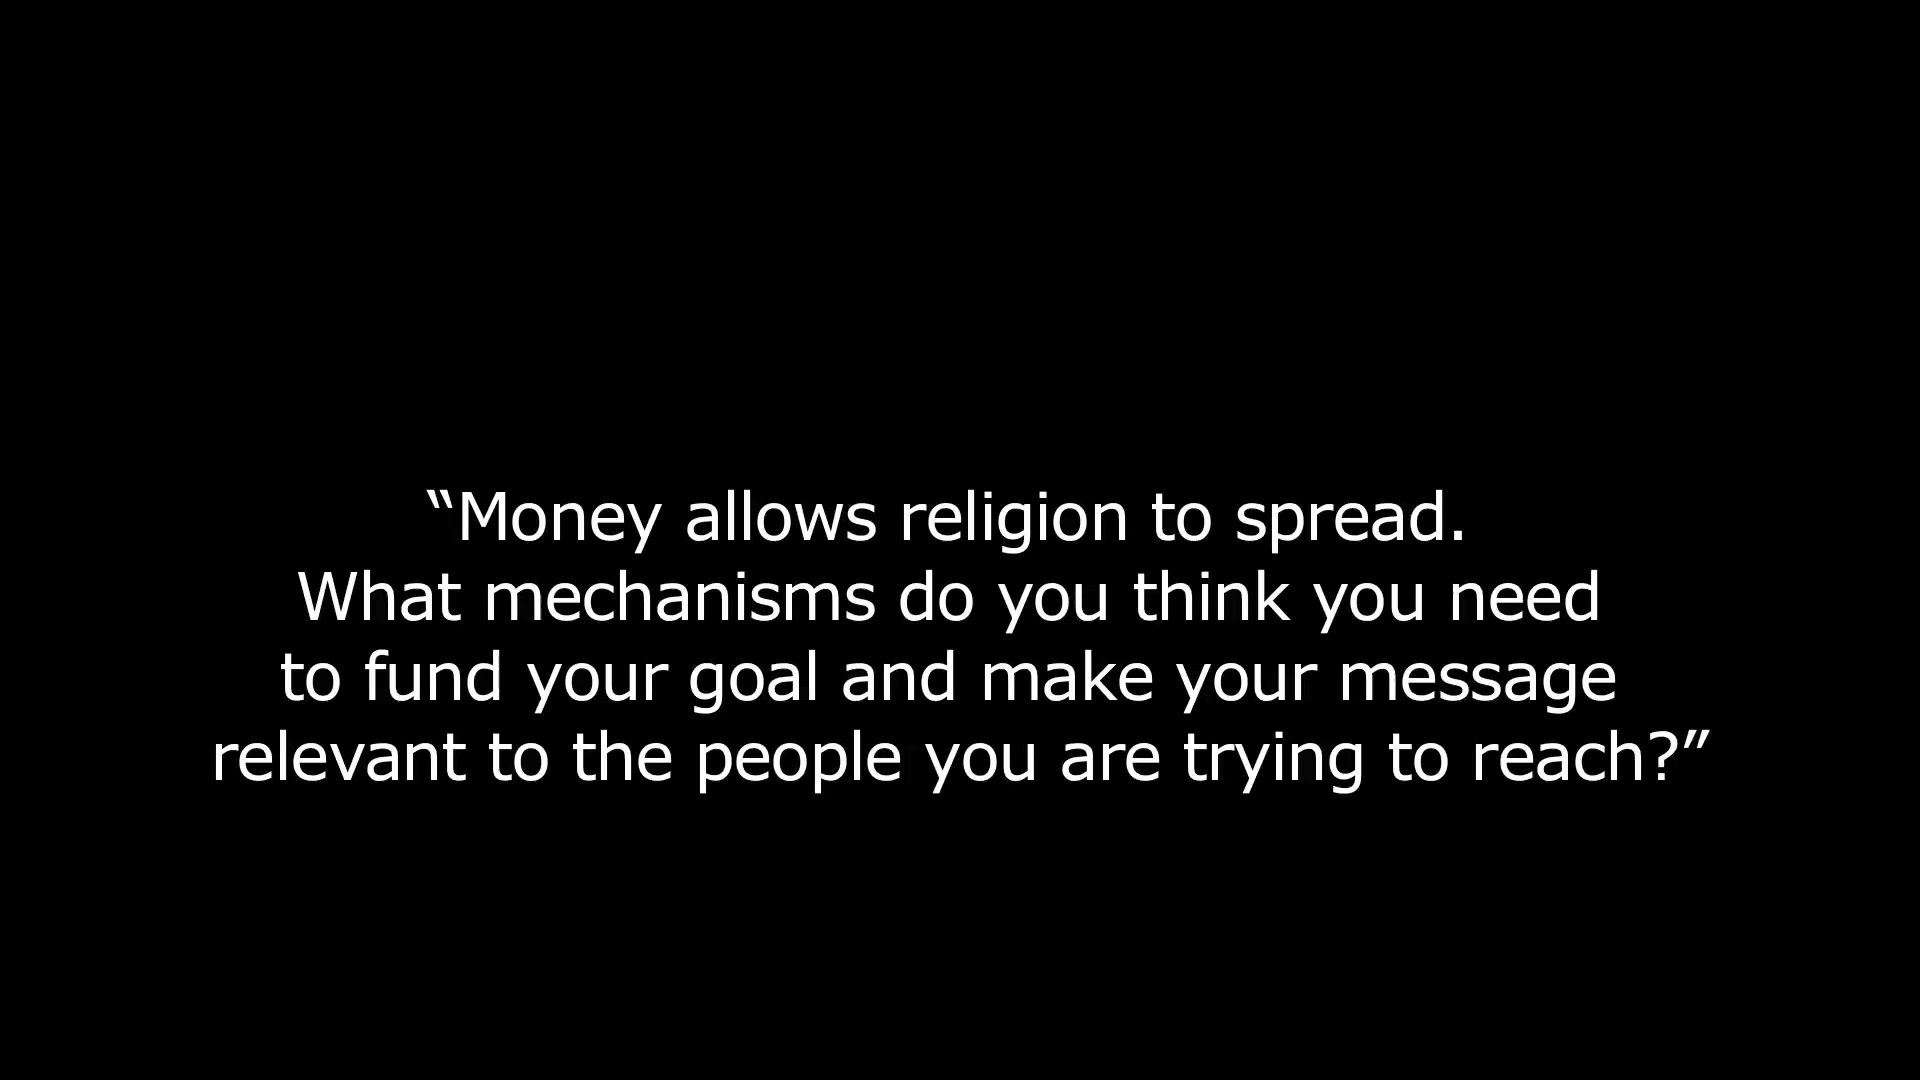 “Money allows religion to spread.
What mechanisms do you think you need
to fund your goal and make your message
relevant to the people you are trying to reach?”